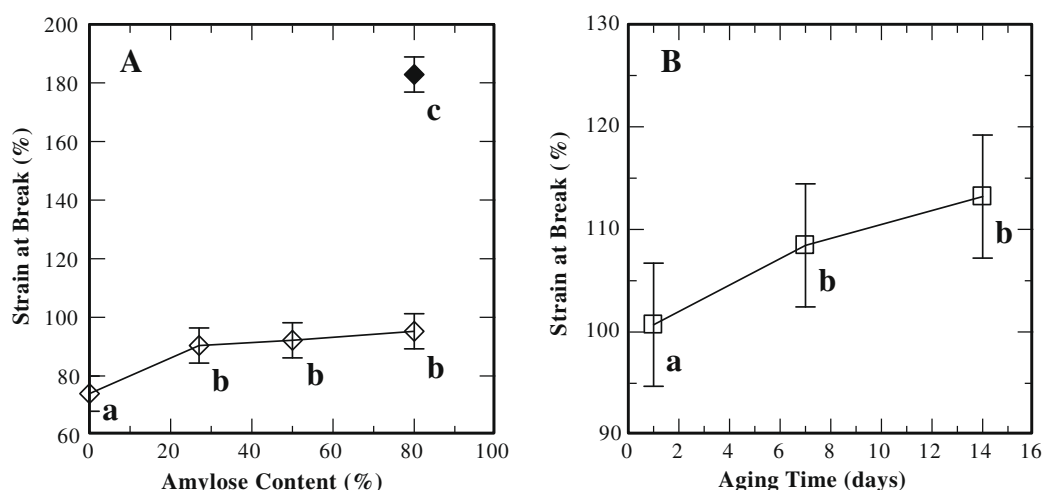 A
Strain at Break (%)
200
180
160
140
120
100
80
60
a
b
b
b
c
0
20
40
60
80
100
Amylose Content (%)
B
Strain at Break (%)
130
120
110
100
90
a
b
b
0
2
4
6
8
10
12
14
16
Aging Time (days)